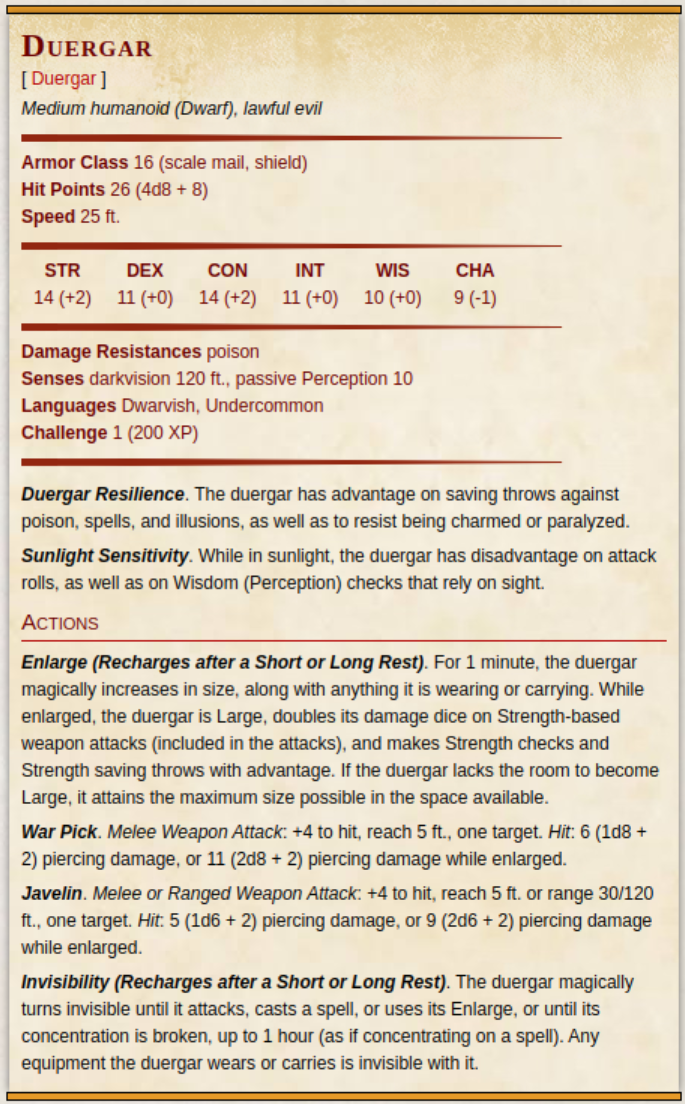 Duergar
[ Duergar ]
Medium humanoid (Dwarf), lawful evil
Armor Class 16 (scale mail, shield)
Hit Points 26 (4d8 + 8)
Speed 25 ft.
STR DEX CON INT WIS CHA
14 (+2) 11 (+0) 14 (+2) 11 (+0) 10 (+0) 9 (-1)
Damage Resistances poison
Senses darkvision 120 ft., passive Perception 10
Languages Dwarvish, Undercommon
Challenge 1 (200 XP)
Duergar Resilience. The duergar has advantage on saving throws against
poison, spells, and illusions, as well as to resist being charmed or paralyzed.
Sunlight Sensitivity. While in sunlight, the duergar has disadvantage on attack
rolls, as well as on Wisdom (Perception) checks that rely on sight.
Actions
Enlarge (Recharges after a Short or Long Rest). For 1 minute, the duergar
magically increases in size, along with anything it is wearing or carrying. While
enlarged, the duergar is Large, doubles its damage dice on Strength-based
weapon attacks (included in the attacks), and makes Strength checks and
Strength saving throws with advantage. If the duergar lacks the room to become
Large, it attains the maximum size possible in the space available.
War Pick. Melee Weapon Attack: +4 to hit, reach 5 ft., one target. Hit: 6 (1d8 +
2) piercing damage, or 11 (2d8 + 2) piercing damage while enlarged.
Javelin. Melee or Ranged Weapon Attack: +4 to hit, reach 5 ft. or range 30/120
ft., one target. Hit: 5 (1d6 + 2) piercing damage, or 9 (2d6 + 2) piercing damage
while enlarged.
Invisibility (Recharges after a Short or Long Rest). The duergar magically
turns invisible until it attacks, casts a spell, or uses its Enlarge, or until its
concentration is broken, up to 1 hour (as if concentrating on a spell). Any
equipment the duergar wears or carries is invisible with it.